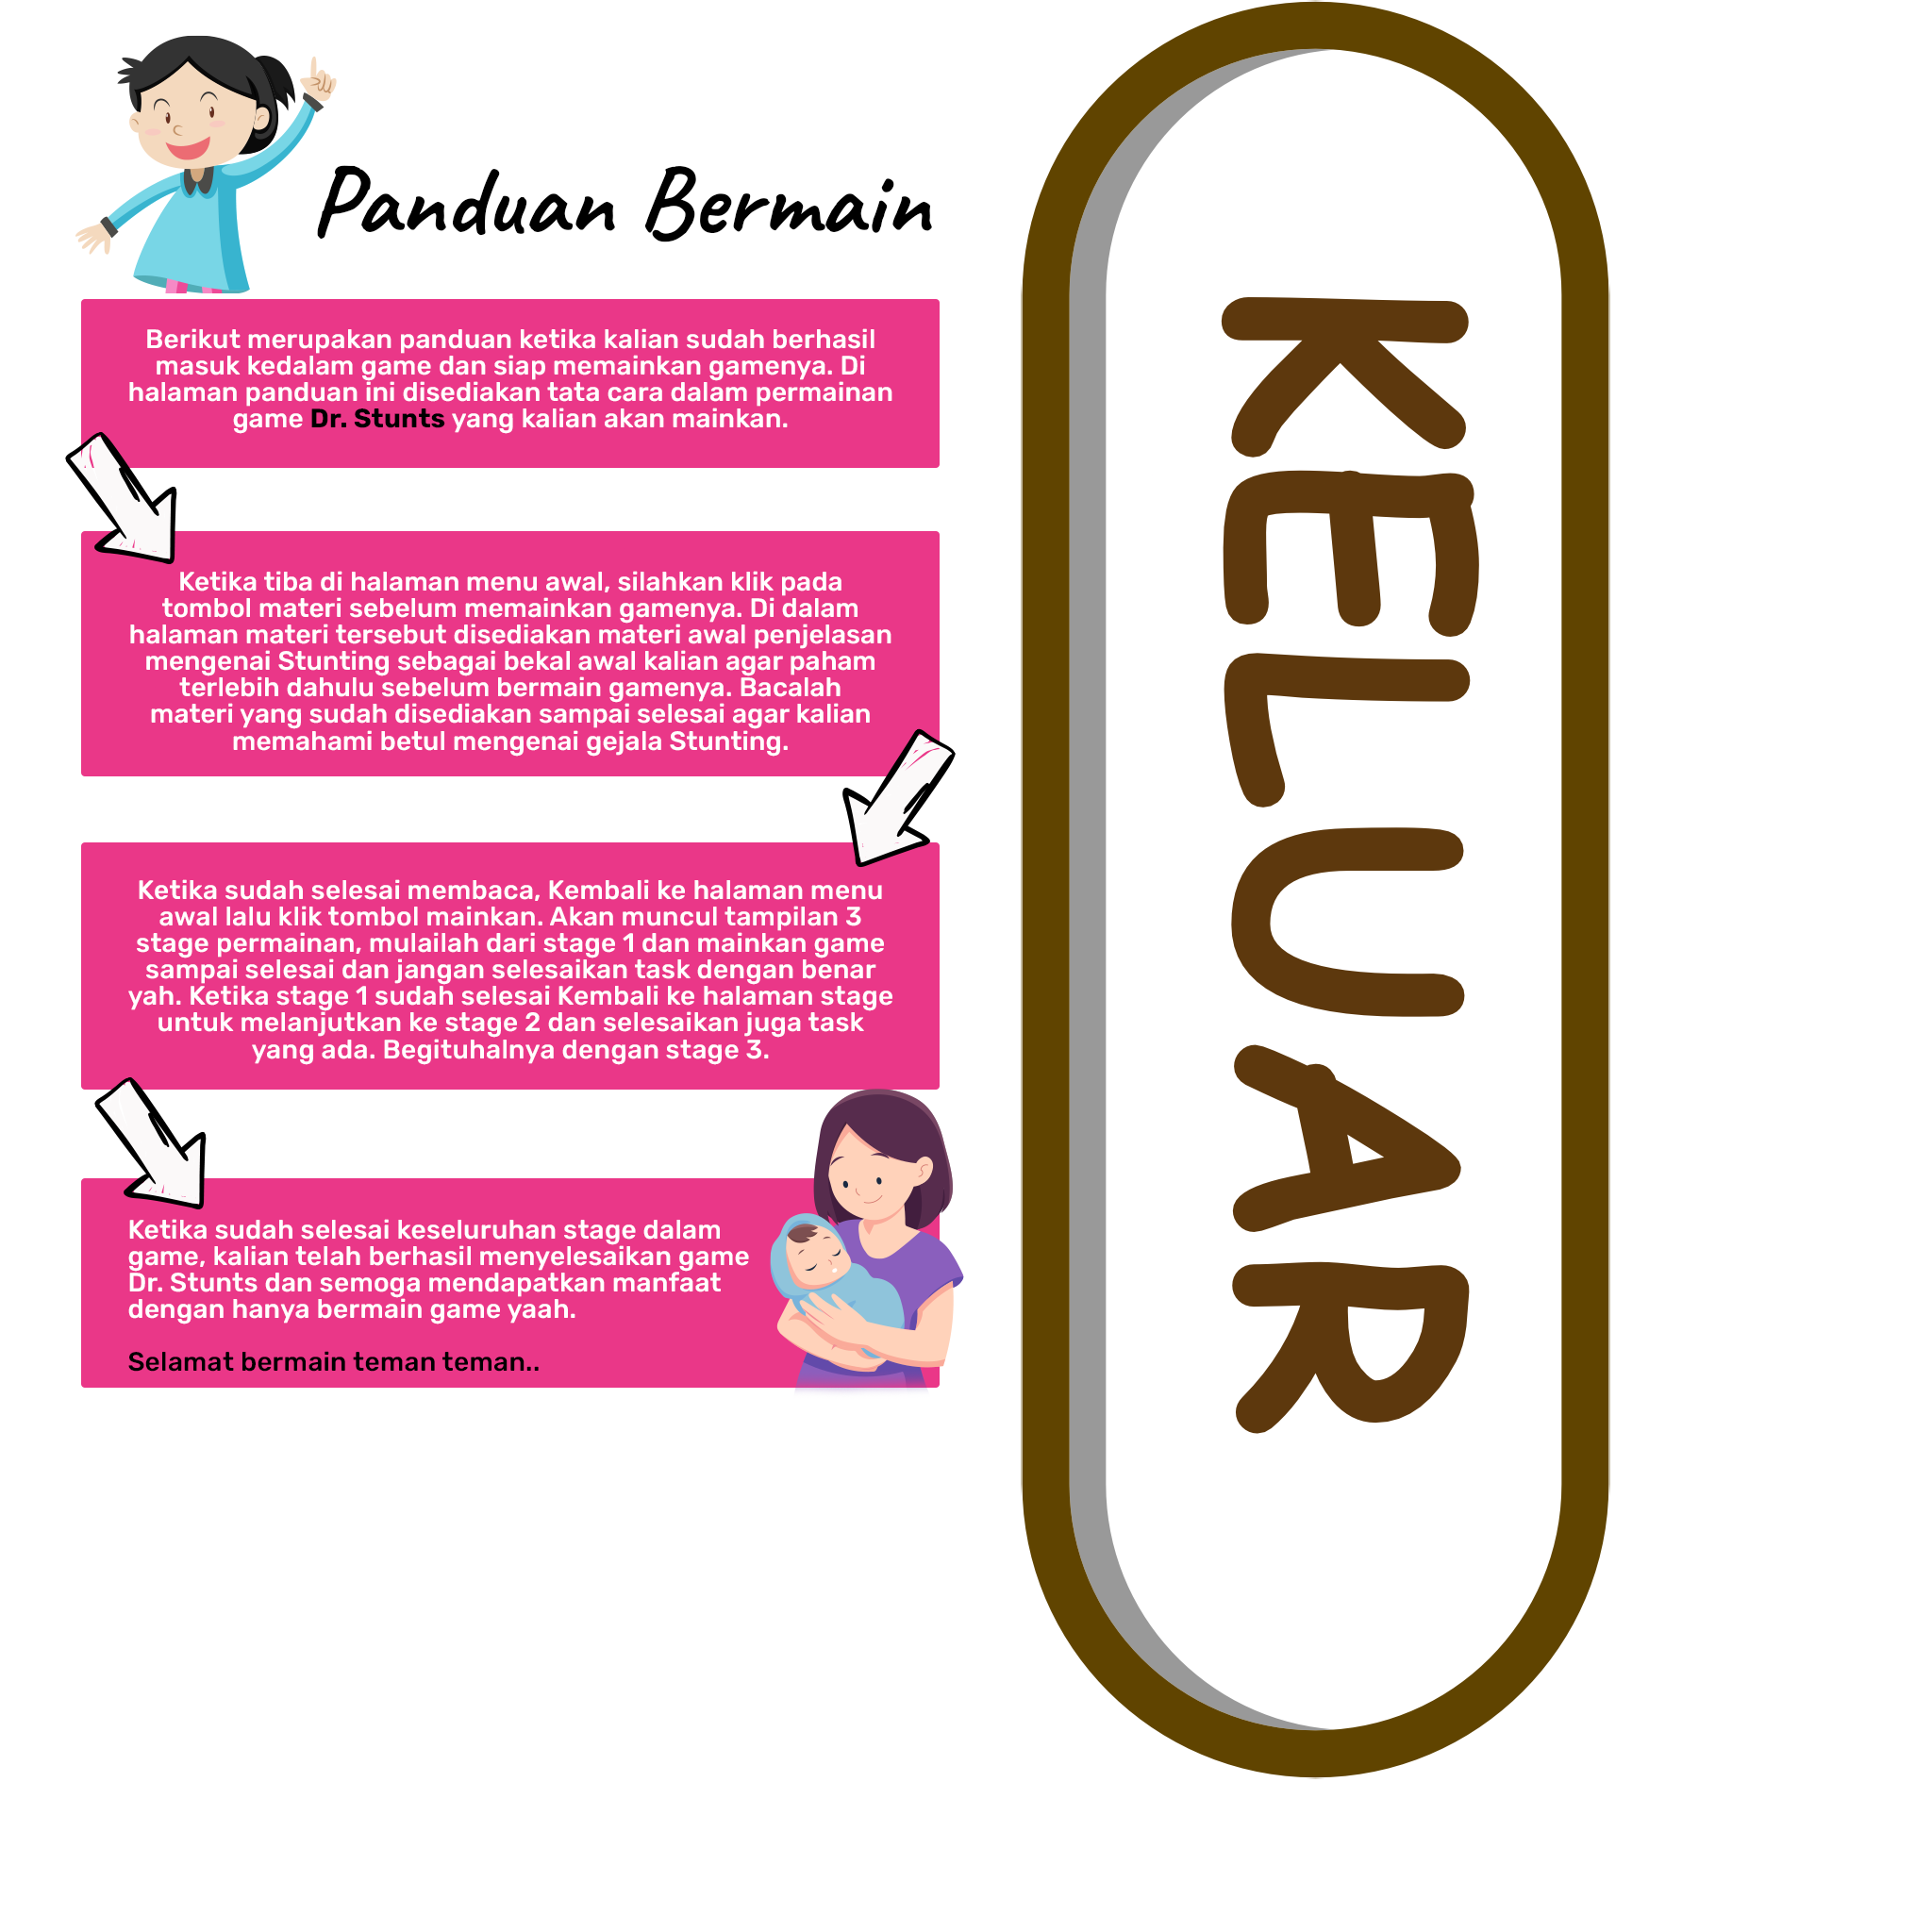 Panduan Bermain
Berikut merupakan panduan ketika kalian sudah berhasil
masuk kedalam game dan siap memainkan gamenya. Di
halaman panduan ini disediakan tata cara dalam permainan
game Dr. Stunts yang kalian akan mainkan.
Ketika tiba di halaman menu awal, silahkan klik pada
tombol materi sebelum memainkan gamenya. Di dalam
halaman materi tersebut disediakan materi awal penjelasan
mengenai Stunting sebagai bekal awal kalian agar paham
terlebih dahulu sebelum bermain gamenya. Bacalah
materi yang sudah disediakan sampai selesai agar kalian
memahami betul mengenai gejala Stunting.
Ketika sudah selesai membaca, Kembali ke halaman menu
awal lalu klik tombol mainkan. Akan muncul tampilan 3
stage permainan, mulailah dari stage 1 dan mainkan game
sampai selesai dan jangan selesaikan task dengan benar
yah. Ketika stage 1 sudah selesai Kembali ke halaman stage
untuk melanjutkan ke stage 2 dan selesaikan juga task
yang ada. Begituhalnya dengan stage 3.
Ketika sudah selesai keseluruhan stage dalam
game, kalian telah berhasil menyelesaikan game
Dr. Stunts dan semoga mendapatkan manfaat
dengan hanya bermain game yaah.
Selamat bermain teman teman..
KELUAR